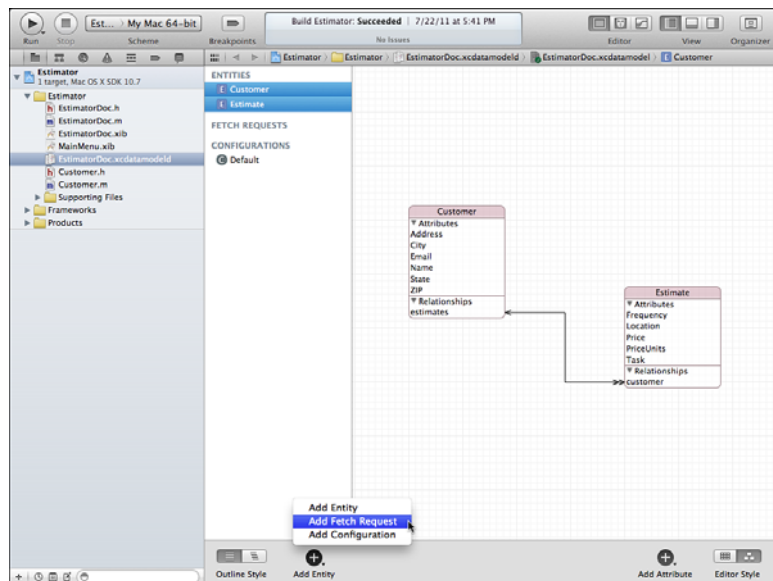 Est... › My Mac 64-bit
Build Estimator: Succeeded | 7/22/11 at 5:41 PM
No Issues
Run
Stop
Scheme
Breakpoints
Editor
View
Organizer
Estimator › Estimator › EstimatorDoc.xcdatamodeld › EstimatorDoc.xcdatamodel › E Customer
Estimator
1 target, Mac OS X SDK 10.7
Estimator
h EstimatorDoc.h
m EstimatorDoc.m
EstimatorDoc.xib
MainMenu.xib
EstimatorDoc.xcdatamodeld
h Customer.h
m Customer.m
Supporting Files
Frameworks
Products
ENTITIES
E Customer
E Estimate
FETCH REQUESTS
CONFIGURATIONS
C Default
Customer
Attributes
Address
City
Email
Name
State
ZIP
Relationships
estimates
Estimate
Attributes
Frequency
Location
Price
PriceUnits
Task
Relationships
customer
Add Entity
Add Fetch Request
Add Configuration
Outline Style
Add Entity
Add Attribute
Editor Style